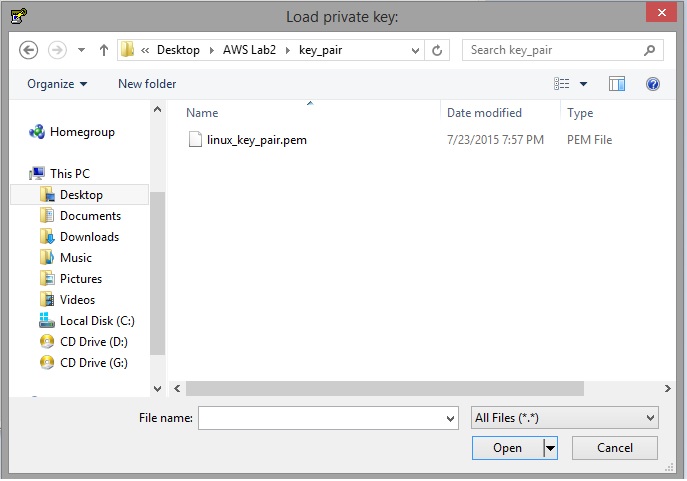 Load private key:
« Desktop AWS Lab2 key_pair Search key_pair
Organize New folder
Name Date modified Type
linux_key_pair.pem 7/23/2015 7:57 PM PEM File
Homegroup
This PC
Desktop
Documents
Downloads
Music
Pictures
Videos
Local Disk (C:)
CD Drive (D:)
CD Drive (G:)
File name: All Files (*.*)
Open Cancel